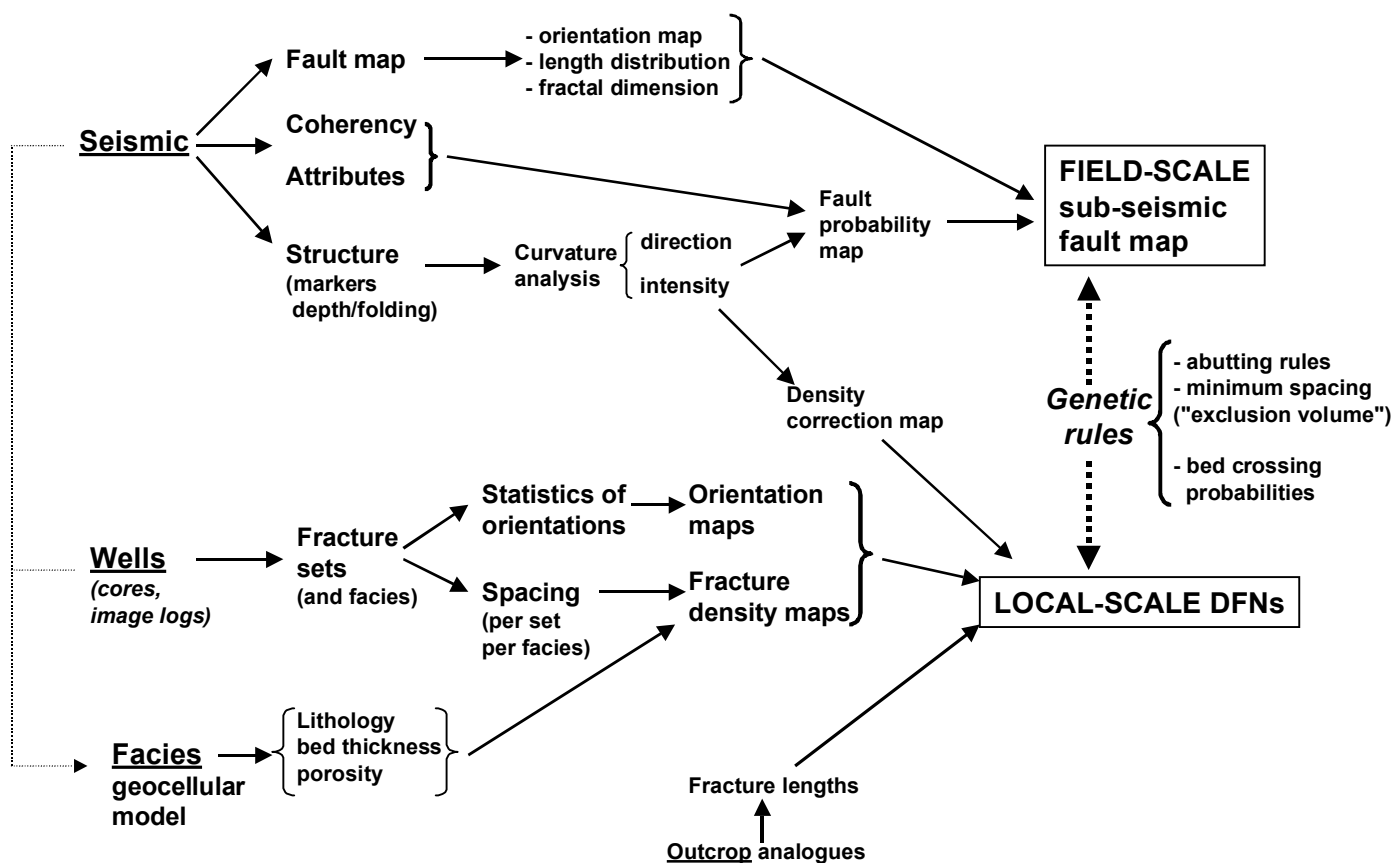 Fault map
- orientation map
- length distribution
- fractal dimension
Seismic
Coherency
Attributes
Structure
(markers
depth/folding)
Curvature
analysis
direction
intensity
Fault
probability
map
FIELD-SCALE
sub-seismic
fault map
Density
correction map
Genetic
rules
- abutting rules
- minimum spacing
("exclusion volume")
- bed crossing
probabilities
Wells
(cores,
image logs)
Fracture
sets
(and facies)
Statistics of
orientations
Orientation
maps
Spacing
(per set
per facies)
Fracture
density maps
LOCAL-SCALE DFNs
Facies
geocellular
model
Lithology
bed thickness
porosity
Fracture lengths
Outcrop analogues